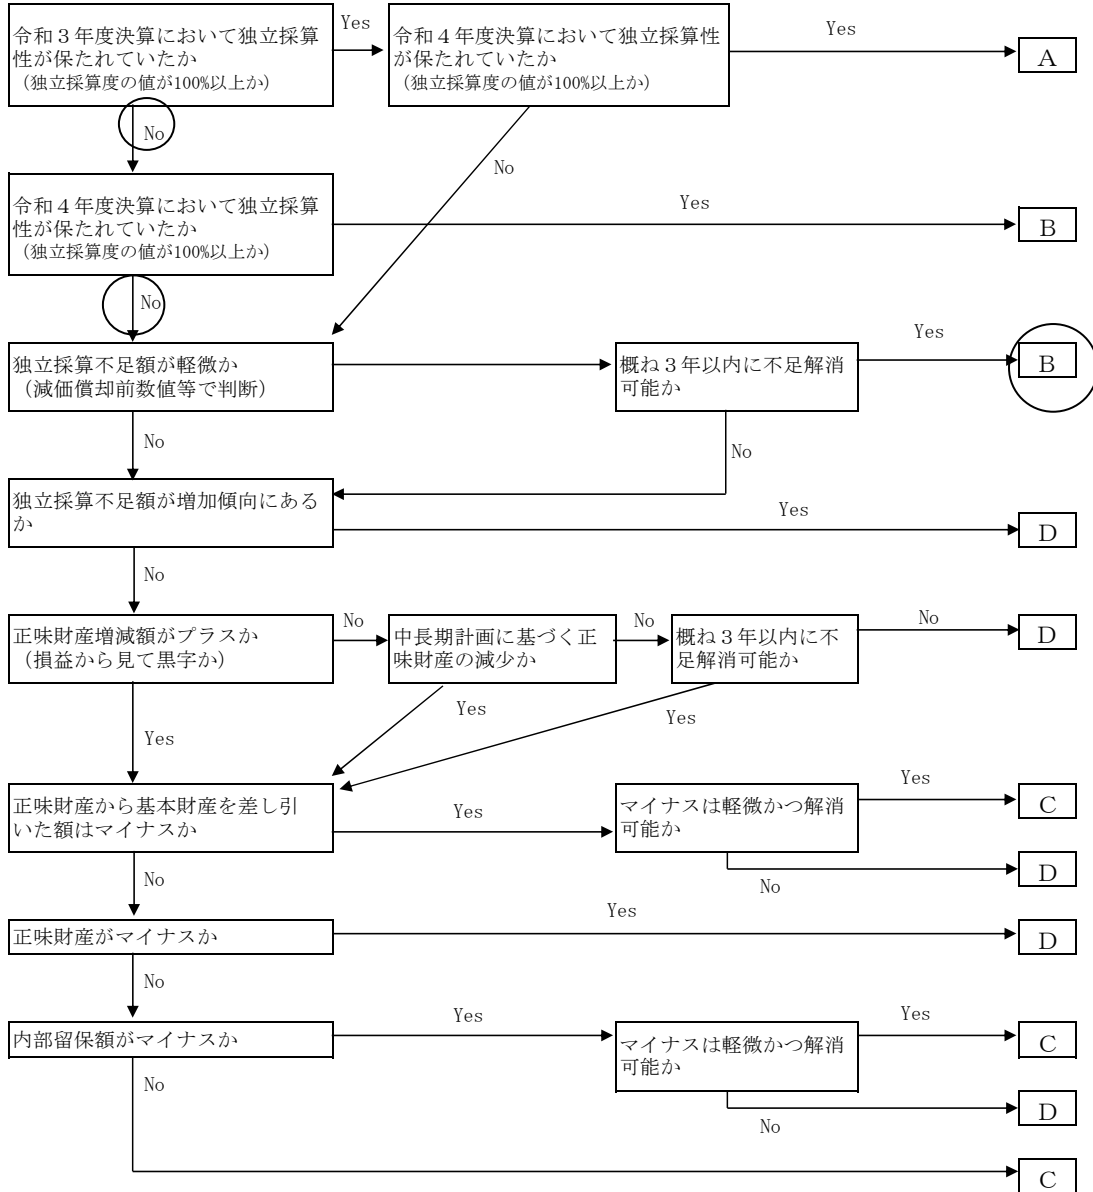 令和３年度決算において独立採算
性が保たれていたか
（独立採算度の値が100%以上か）
Yes
令和４年度決算において独立採算性
が保たれていたか
（独立採算度の値が100%以上か）
Yes
A
No
No
令和４年度決算において独立採算
性が保たれていたか
（独立採算度の値が100%以上か）
Yes
B
No
独立採算不足額が軽微か
（減価償却前数値等で判断）
概ね３年以内に不足解消
可能か
Yes
B
No
No
独立採算不足額が増加傾向にある
か
Yes
D
No
正味財産増減額がプラスか
（損益から見て黒字か）
No
中長期計画に基づく正
味財産の減少か
No
概ね３年以内に不
足解消可能か
No
D
Yes
Yes
Yes
正味財産から基本財産を差し引
いた額はマイナスか
Yes
マイナスは軽微かつ解消
可能か
Yes
C
No
D
No
正味財産がマイナスか
Yes
D
No
内部留保額がマイナスか
Yes
マイナスは軽微かつ解消
可能か
Yes
C
No
D
No
C